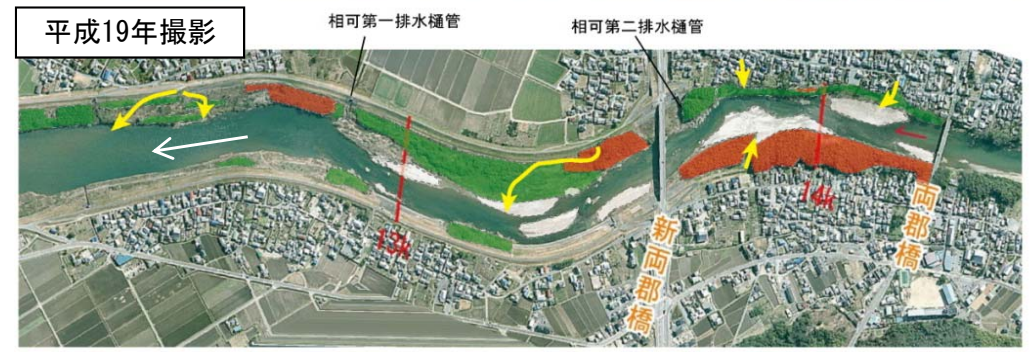 平成19年撮影
相可第一排水樋管
相可第二排水樋管
13k
14k
新両郡橋
両郡橋